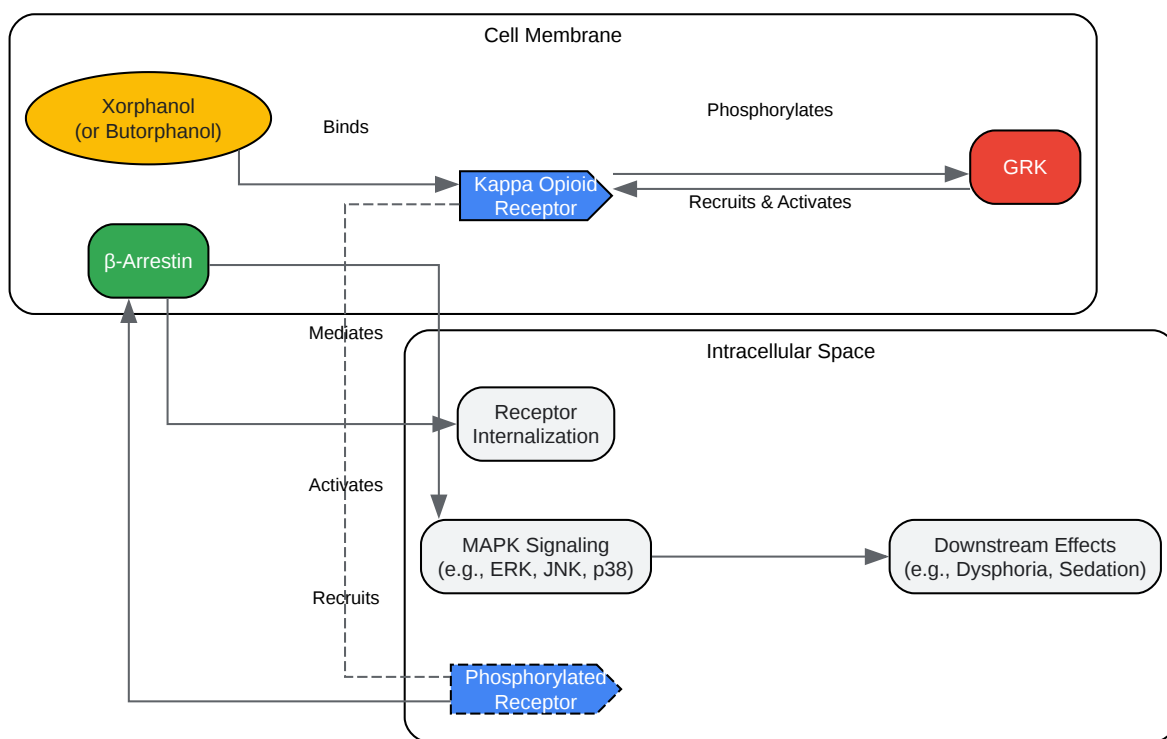 Cell Membrane
Xorphanol
(or Butorphanol)
Binds
Phosphorylates
GRK
Kappa Opioid
Receptor
Recruits & Activates
β-Arrestin
Mediates
Intracellular Space
Receptor
Internalization
Activates
MAPK Signaling
(e.g., ERK, JNK, p38)
Downstream Effects
(e.g., Dysphoria, Sedation)
Recruits
Phosphorylated
Receptor